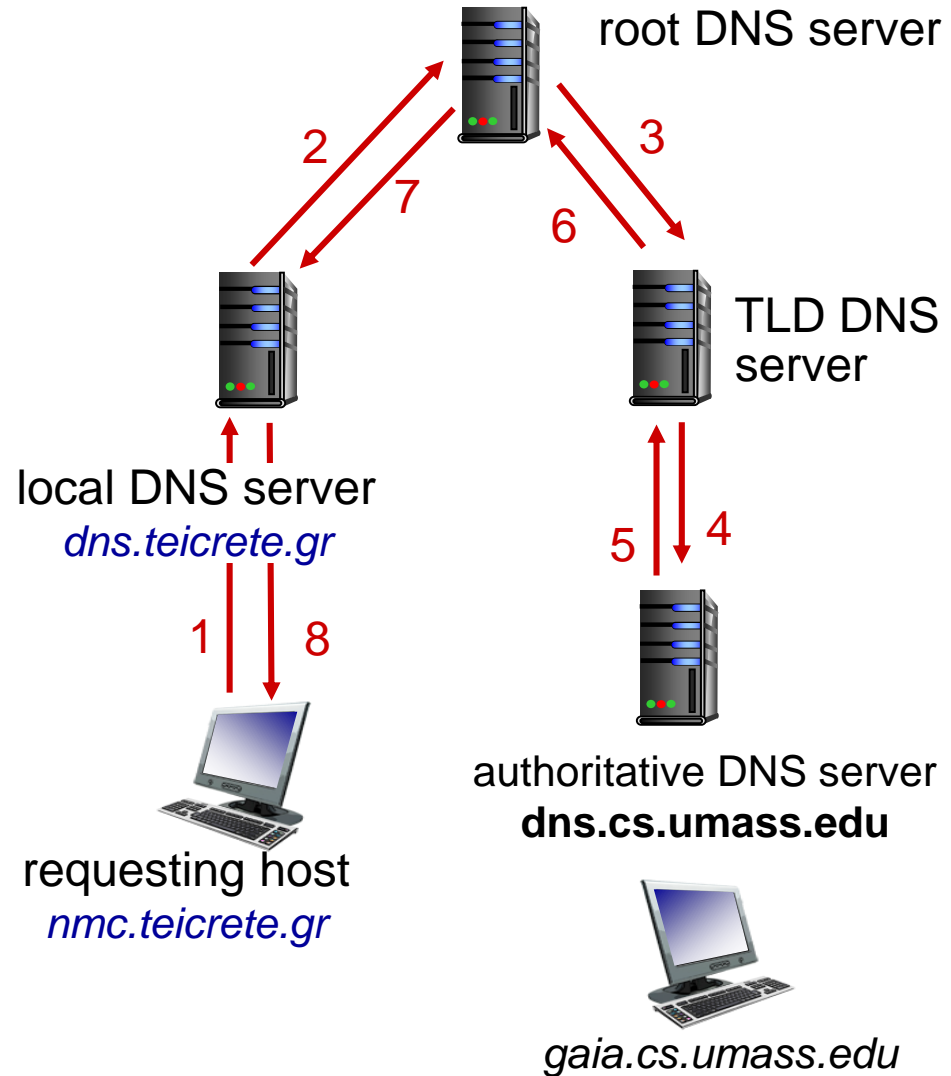 root DNS server
2
3
7
6
TLD DNS
server
local DNS server
dns.teicrete.gr
5
4
1
8
authoritative DNS server
dns.cs.umass.edu
requesting host
nmc.teicrete.gr
gaia.cs.umass.edu